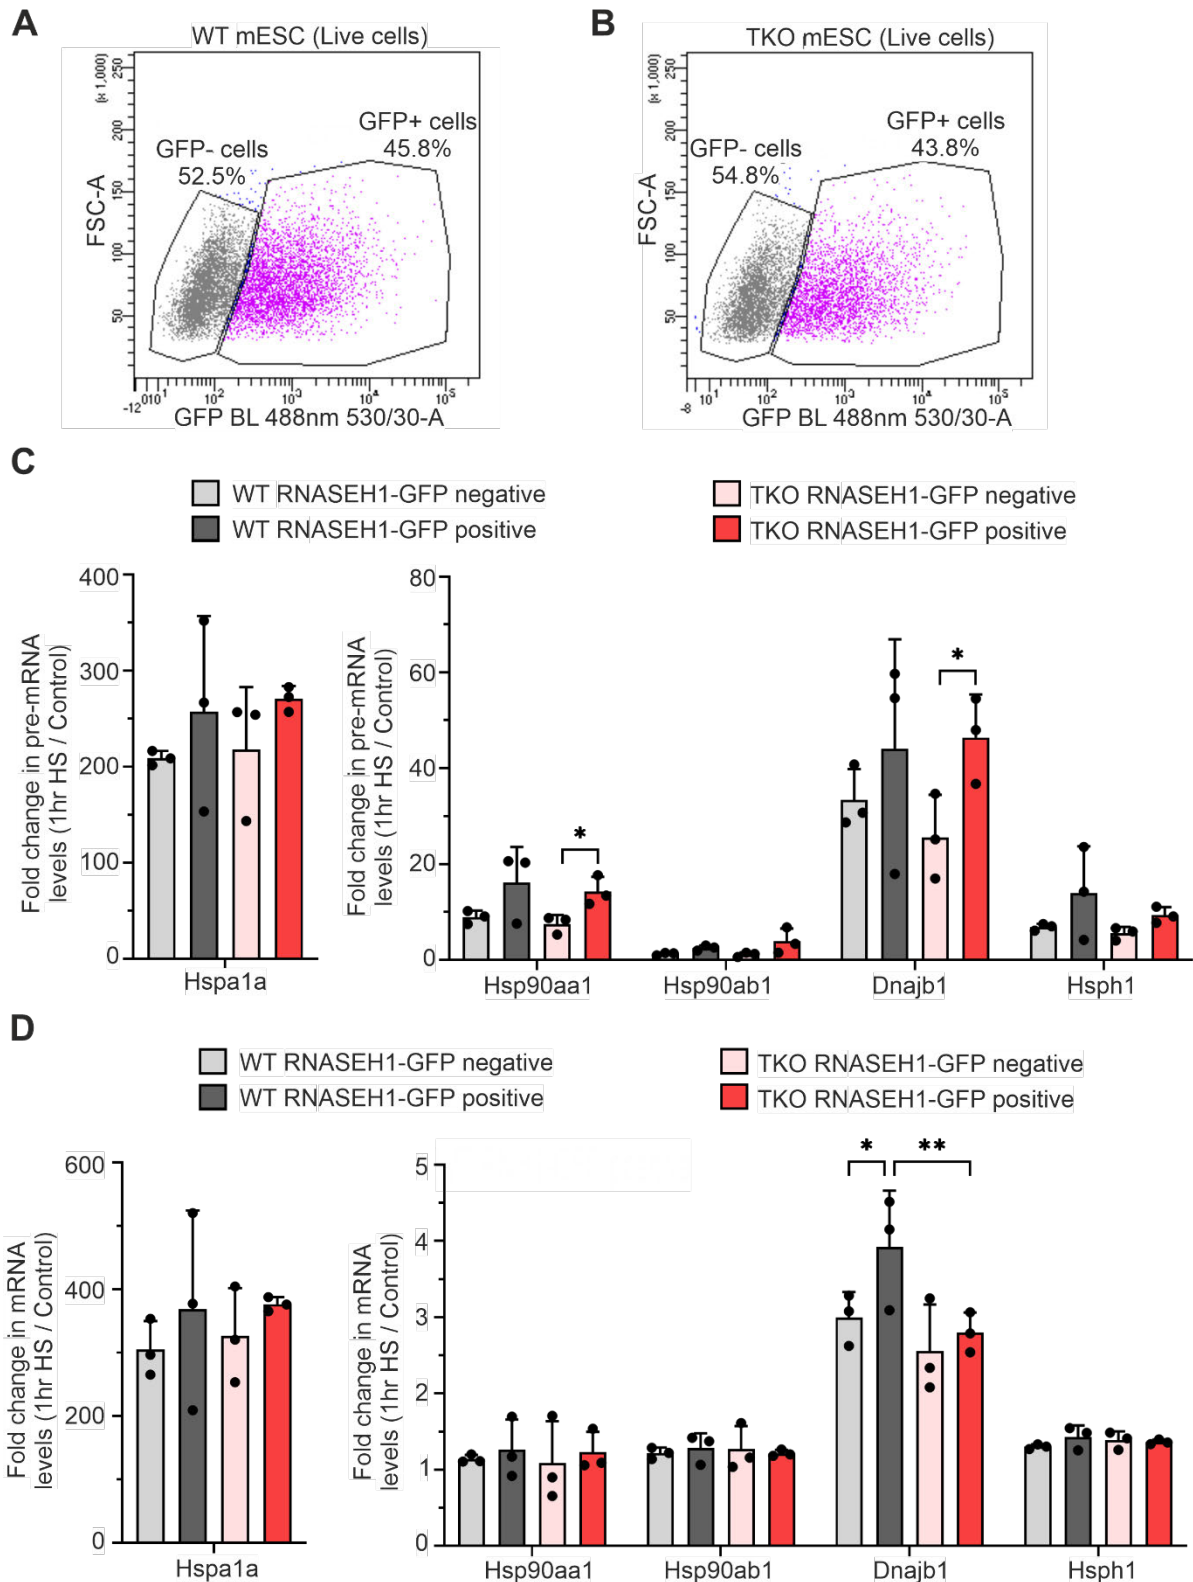 A
WT mESC (Live cells)
(x 1,000)
250
200
150
100
50
FSC-A
GFP- cells
52.5%
GFP+ cells
45.8%
-12 0 10¹ 10² 10³ 10⁴ 10⁵
GFP BL 488nm 530/30-A
B
TKO mESC (Live cells)
(x 1,000)
250
200
150
100
50
FSC-A
GFP- cells
54.8%
GFP+ cells
43.8%
-8 10¹ 10² 10³ 10⁴ 10⁵
GFP BL 488nm 530/30-A
C
WT RNASEH1-GFP negative
WT RNASEH1-GFP positive
TKO RNASEH1-GFP negative
TKO RNASEH1-GFP positive
Fold change in pre-mRNA
levels (1hr HS / Control)
400
300
200
100
0
Hspa1a
Fold change in pre-mRNA
levels (1hr HS / Control)
80
60
40
20
0
*
*
Hsp90aa1 Hsp90ab1 Dnajb1 Hsph1
D
WT RNASEH1-GFP negative
WT RNASEH1-GFP positive
TKO RNASEH1-GFP negative
TKO RNASEH1-GFP positive
Fold change in mRNA
levels (1hr HS / Control)
600
400
200
0
Hspa1a
Fold change in mRNA
levels (1hr HS / Control)
5
4
3
2
1
0
* **
Hsp90aa1 Hsp90ab1 Dnajb1 Hsph1